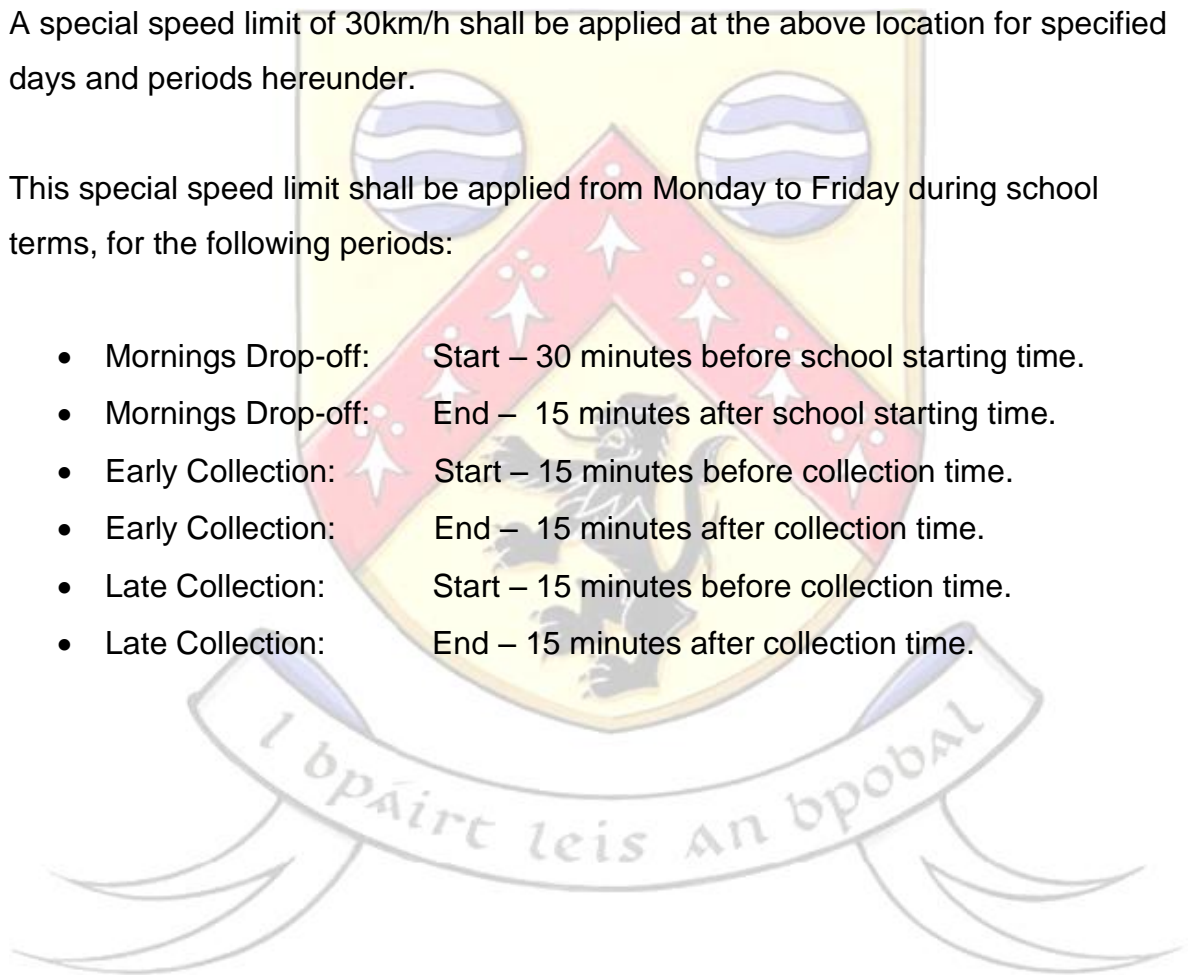 A special speed limit of 30km/h shall be applied at the above location for specified
days and periods hereunder.
This special speed limit shall be applied from Monday to Friday during school
terms, for the following periods:
• Mornings Drop-off: Start – 30 minutes before school starting time.
• Mornings Drop-off: End – 15 minutes after school starting time.
• Early Collection: Start – 15 minutes before collection time.
• Early Collection: End – 15 minutes after collection time.
• Late Collection: Start – 15 minutes before collection time.
• Late Collection: End – 15 minutes after collection time.
i bpáirt leis an bpobal